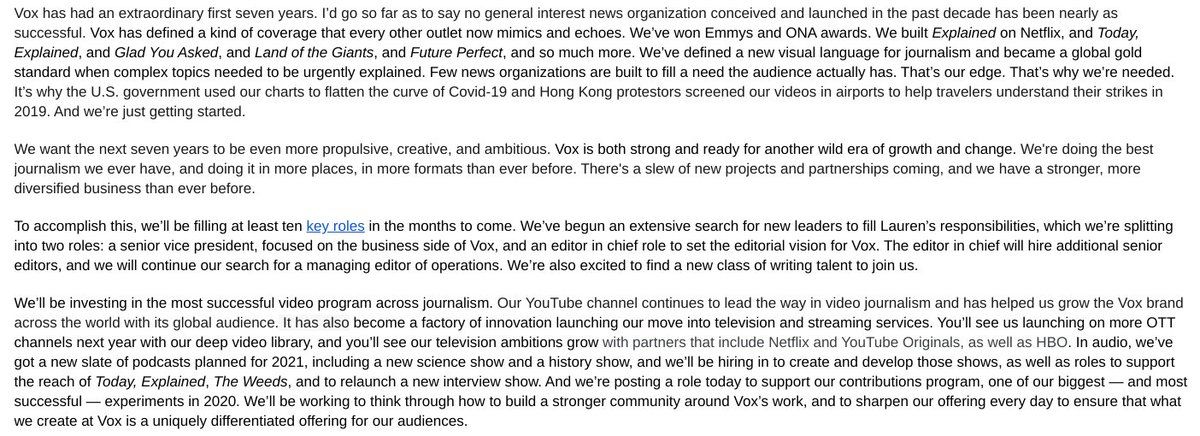 Vox has had an extraordinary first seven years. I'd go so far as to say no general interest news organization conceived and launched in the past decade has been nearly as
successful. Vox has defined a kind of coverage that every other outlet now mimics and echoes. We've won Emmys and ONA awards. We built Explained on Netflix, and Today,
Explained, and Glad You Asked, and Land of the Giants, and Future Perfect, and so much more. We've defined a new visual language for journalism and became a global gold
standard when complex topics needed to be urgently explained. Few news organizations are built to fill a need the audience actually has. That's our edge. That's why we're needed.
It's why the U.S. government used our charts to flatten the curve of Covid-19 and Hong Kong protestors screened our videos in airports to help travelers understand their strikes in
2019. And we're just getting started.
We want the next seven years to be even more propulsive, creative, and ambitious. Vox is both strong and ready for another wild era of growth and change. We're doing the best
journalism we ever have, and doing it in more places, in more formats than ever before. There's a slew of new projects and partnerships coming, and we have a stronger, more
diversified business than ever before.
To accomplish this, we'll be filling at least ten key roles in the months to come. We've begun an extensive search for new leaders to fill Lauren's responsibilities, which we're splitting
into two roles: a senior vice president, focused on the business side of Vox, and an editor in chief role to set the editorial vision for Vox. The editor in chief will hire additional senior
editors, and we will continue our search for a managing editor of operations. We're also excited to find a new class of writing talent to join us.
We'll be investing in the most successful video program across journalism. Our YouTube channel continues to lead the way in video journalism and has helped us grow the Vox brand
across the world with its global audience. It has also become a factory of innovation launching our move into television and streaming services. You'll see us launching on more OTT
channels next year with our deep video library, and you'll see our television ambitions grow with partners that include Netflix and YouTube Originals, as well as HBO. In audio, we've
got a new slate of podcasts planned for 2021, including a new science show and a history show, and we'll be hiring in to create and develop those shows, as well as roles to support
the reach of Today, Explained, The Weeds, and to relaunch a new interview show. And we're posting a role today to support our contributions program, one of our biggest — and most
successful — experiments in 2020. We'll be working to think through how to build a stronger community around Vox's work, and to sharpen our offering every day to ensure that what
we create at Vox is a uniquely differentiated offering for our audiences.